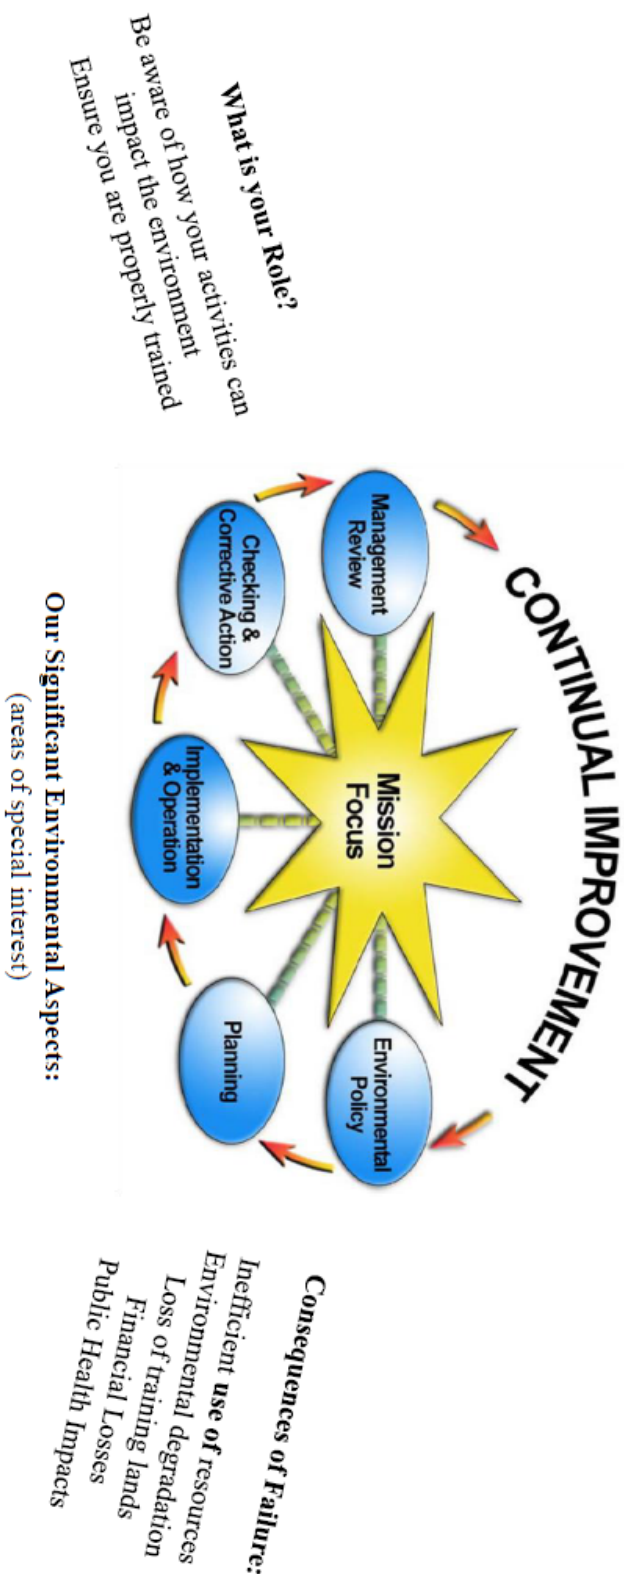 What is your Role?
Be aware of how your activities can
impact the environment
Ensure you are properly trained
CONTINUAL IMPROVEMENT
Management
Review
Mission
Focus
Environmental
Policy
Checking &
Corrective Action
Implementation
& Operation
Planning
Our Significant Environmental Aspects:
(areas of special interest)
Consequences of Failure:
Inefficient use of resources
Environmental degradation
Loss of training lands
Financial Losses
Public Health Impacts